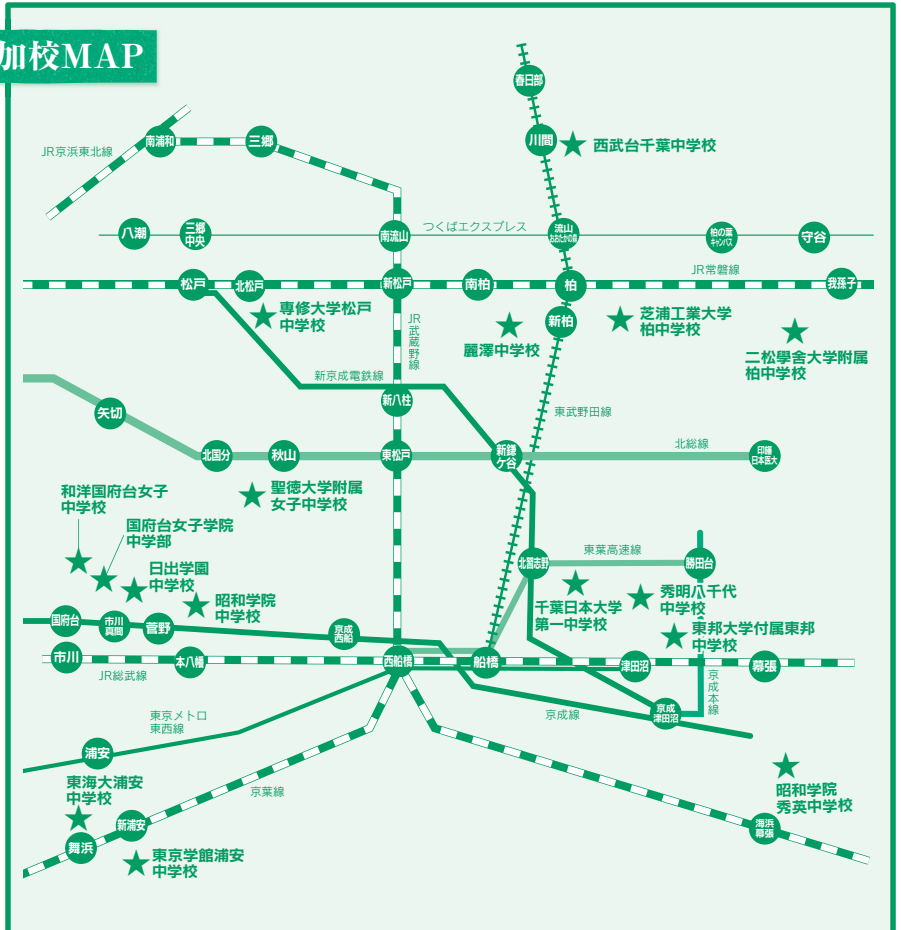 加校MAP
春日部
川間
西武台千葉中学校
JR京浜東北線
南浦和
三郷
八潮
三郷
中央
南流山
つくばエクスプレス
流山
おおたかの森
柏の葉
キャンパス
守谷
JR常磐線
松戸
北松戸
新松戸
南柏
柏
我孫子
専修大学松戸
中学校
JR武蔵野線
新柏
麗澤中学校
芝浦工業大学
柏中学校
二松學舍大学附属
柏中学校
新京成電鉄線
新八柱
東武野田線
矢切
北国分
秋山
東松戸
新鎌
ケ谷
北総線
印旛
日本医大
聖徳大学附属
女子中学校
和洋国府台女子
中学校
国府台女子学院
中学部
日出学園
中学校
昭和学院
中学校
東葉高速線
北習志野
勝田台
千葉日本大学
第一中学校
秀明八千代
中学校
東邦大学付属東邦
中学校
国府台
市川
真間
菅野
京成
西船
市川
本八幡
西船橋
船橋
津田沼
幕張
JR総武線
京成本線
東京メトロ
東西線
京成線
京成
津田沼
浦安
東海大浦安
中学校
京葉線
昭和学院
秀英中学校
新浦安
舞浜
海浜
幕張
東京学館浦安
中学校